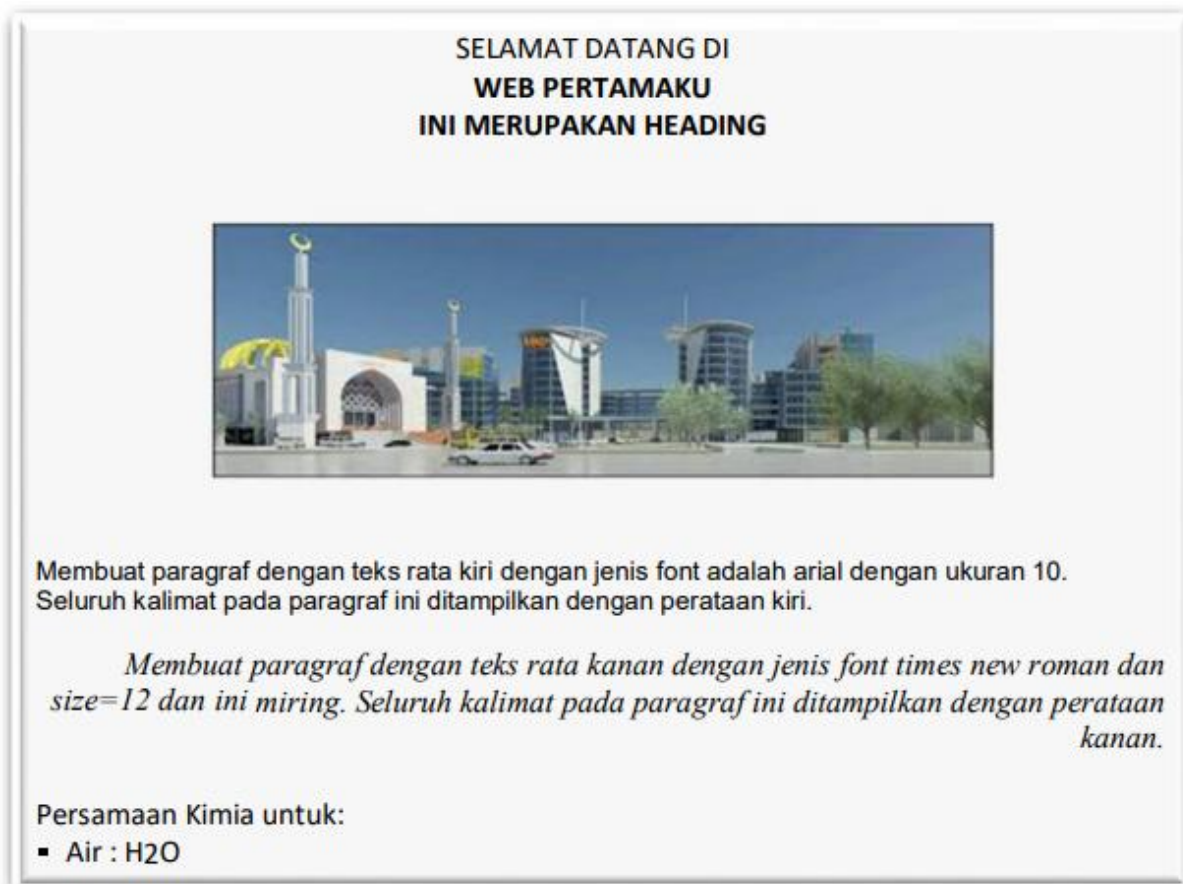 SELAMAT DATANG DI
WEB PERTAMAKU
INI MERUPAKAN HEADING
Membuat paragraf dengan teks rata kiri dengan jenis font adalah arial dengan ukuran 10.
Seluruh kalimat pada paragraf ini ditampilkan dengan perataan kiri.
Membuat paragraf dengan teks rata kanan dengan jenis font times new roman dan
size=12 dan ini miring. Seluruh kalimat pada paragraf ini ditampilkan dengan perataan
kanan.
Persamaan Kimia untuk:
▪ Air : H2O